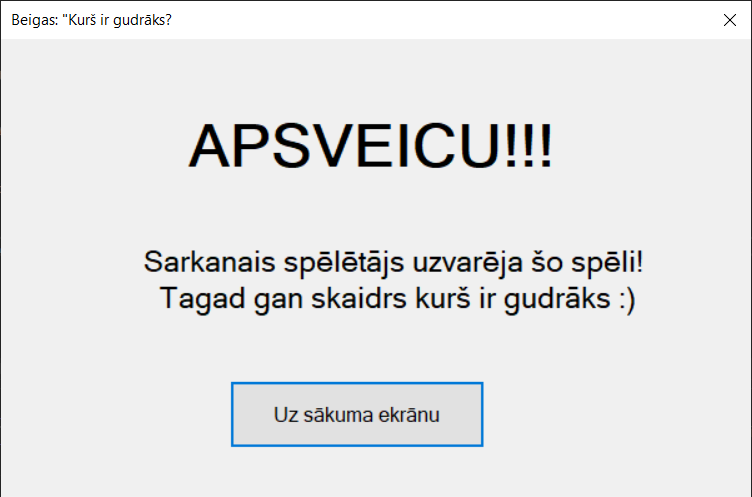 Beigas: "Kurš ir gudrāks?
APSVEICU!!!
Sarkanais spēlētājs uzvarēja šo spēli!
Tagad gan skaidrs kurš ir gudrāks :)
Uz sākuma ekrānu